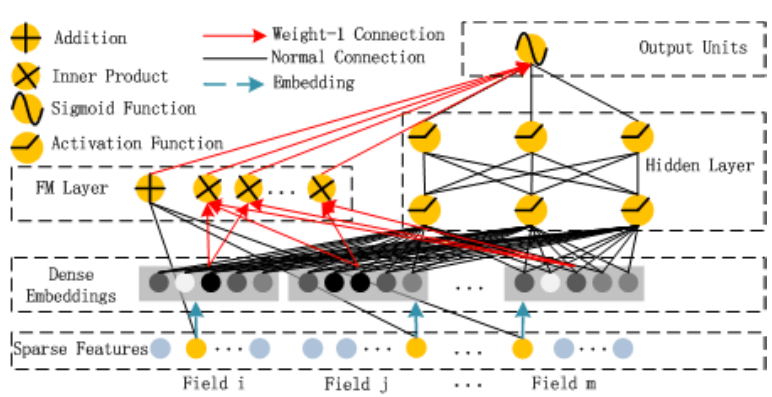 Addition
Weight-1 Connection
Output Units
Normal Connection
Inner Product
Embedding
Sigmoid Function
Activation Function
Hidden Layer
FM Layer
...
Dense
Embeddings
...
Sparse Features
... ... ... ...
Field i Field j ... Field m